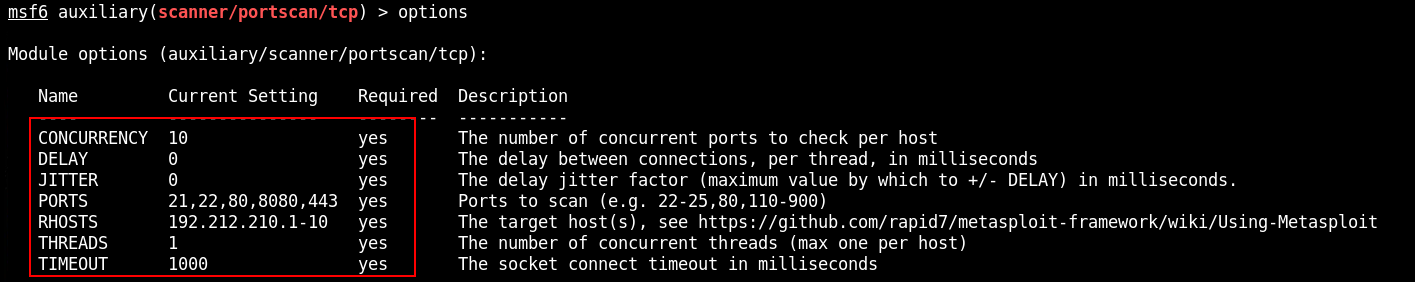 msf6 auxiliary(scanner/portscan/tcp) > options
Module options (auxiliary/scanner/portscan/tcp):
Name Current Setting Required Description
---- --------------- -------- -----------
CONCURRENCY 10 yes The number of concurrent ports to check per host
DELAY 0 yes The delay between connections, per thread, in milliseconds
JITTER 0 yes The delay jitter factor (maximum value by which to +/- DELAY) in milliseconds.
PORTS 21,22,80,8080,443 yes Ports to scan (e.g. 22-25,80,110-900)
RHOSTS 192.212.210.1-10 yes The target host(s), see https://github.com/rapid7/metasploit-framework/wiki/Using-Metasploit
THREADS 1 yes The number of concurrent threads (max one per host)
TIMEOUT 1000 yes The socket connect timeout in milliseconds